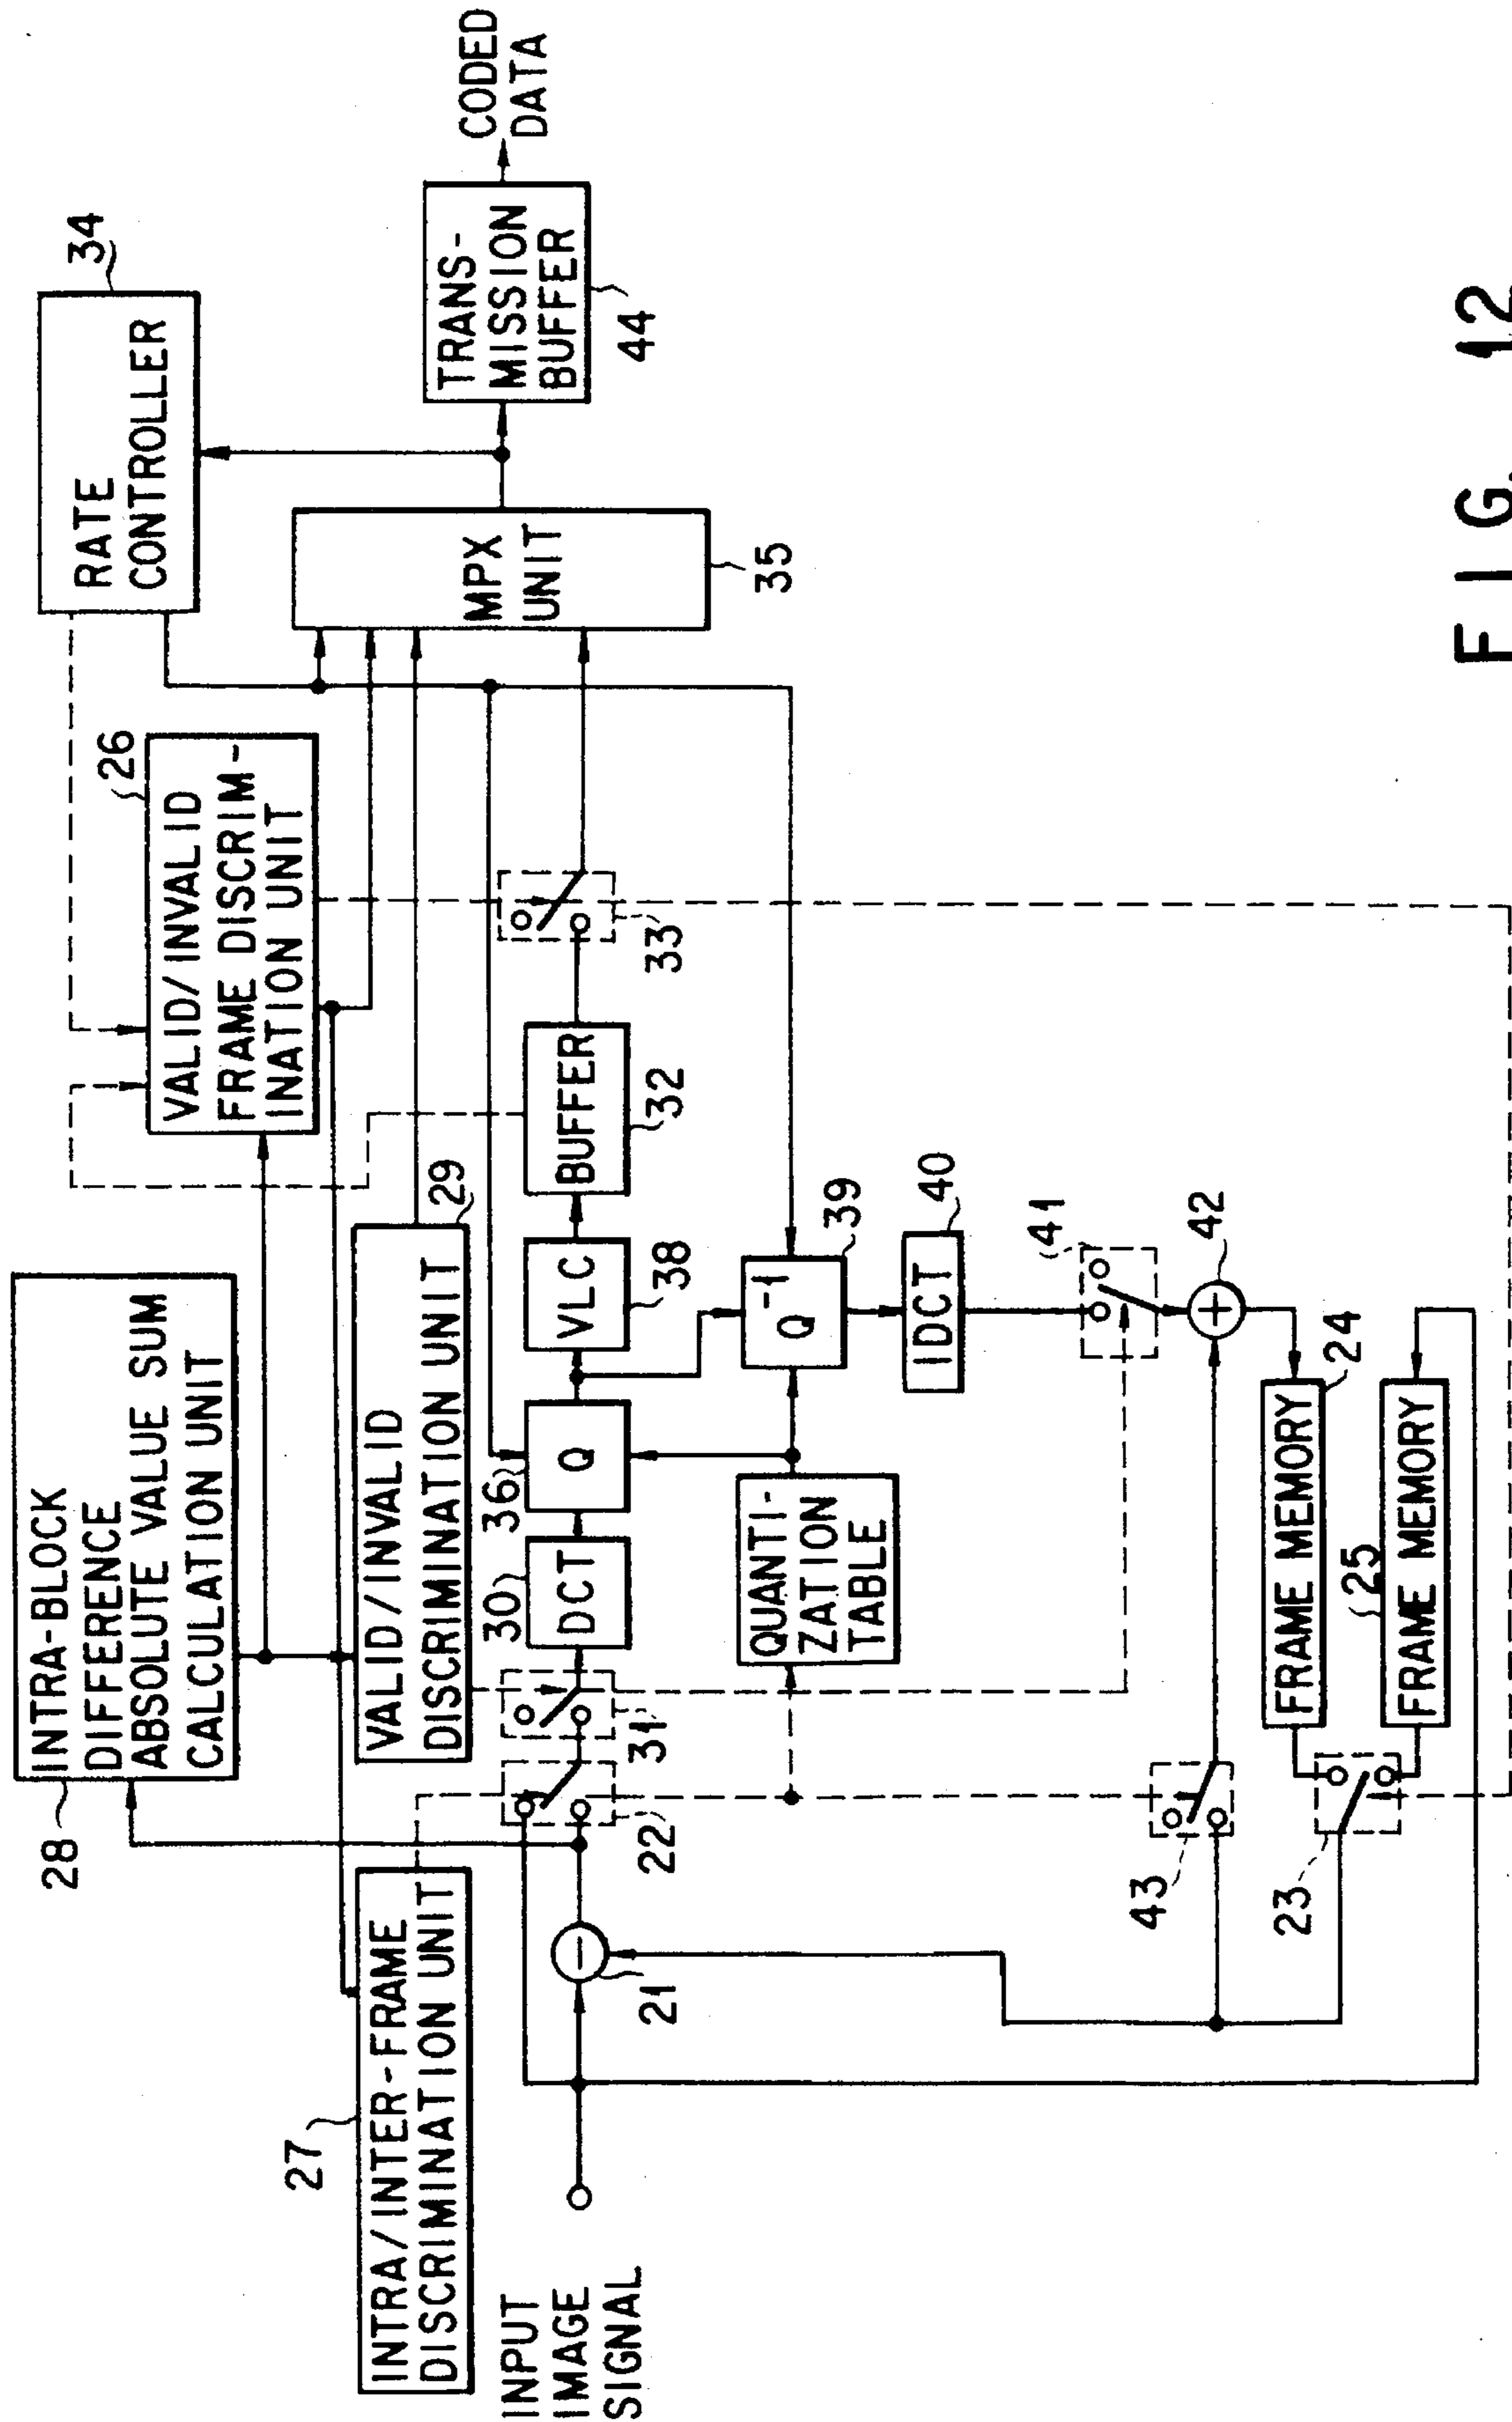 INTRA-BLOCK
DIFFERENCE
ABSOLUTE VALUE SUM
CALCULATION UNIT
28
RATE
CONTROLLER
34
26
VALID/INVALID
FRAME DISCRIM-
INATION UNIT
27
INTRA/INTER-FRAME
DISCRIMINATION UNIT
VALID/INVALID
DISCRIMINATION UNIT
29
MPX
UNIT
35
TRANS-
MISSION
BUFFER
44
CODED
DATA
INPUT
IMAGE
SIGNAL
21
22
31
30
DCT
36
Q
VLC
38
BUFFER
32
33
QUANTI-
ZATION
TABLE
Q⁻¹
39
IDCT
40
41
42
43
23
FRAME MEMORY
24
25
FRAME MEMORY
FIG. 12